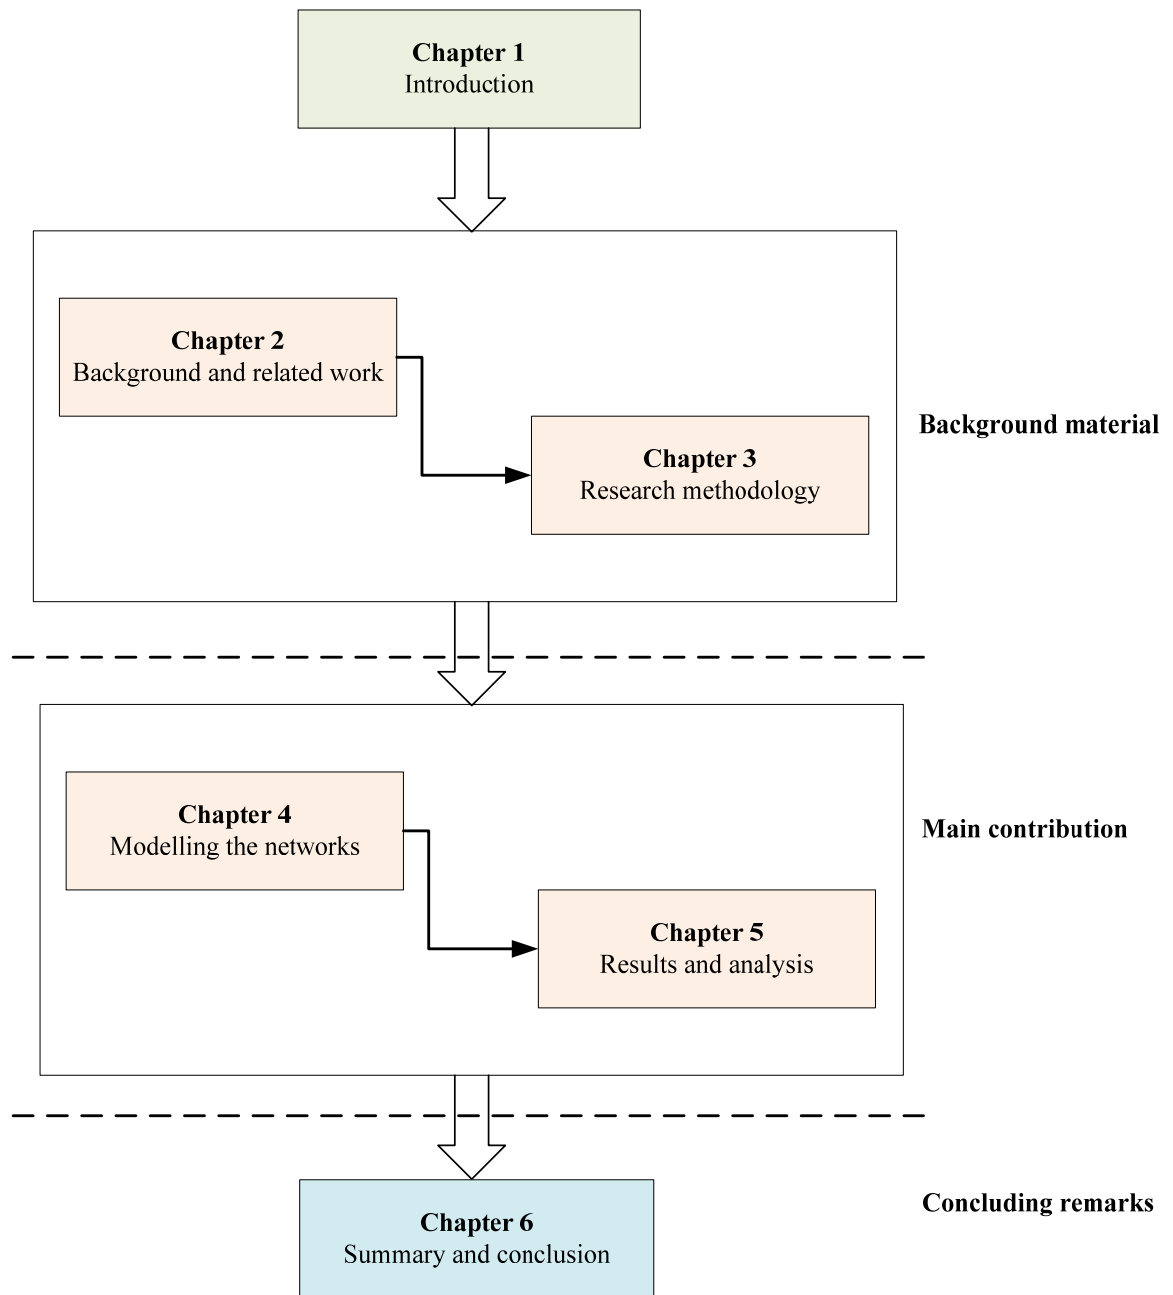 Chapter 1
Introduction
Chapter 2
Background and related work
Background material
Chapter 3
Research methodology
Chapter 4
Modelling the networks
Main contribution
Chapter 5
Results and analysis
Concluding remarks
Chapter 6
Summary and conclusion